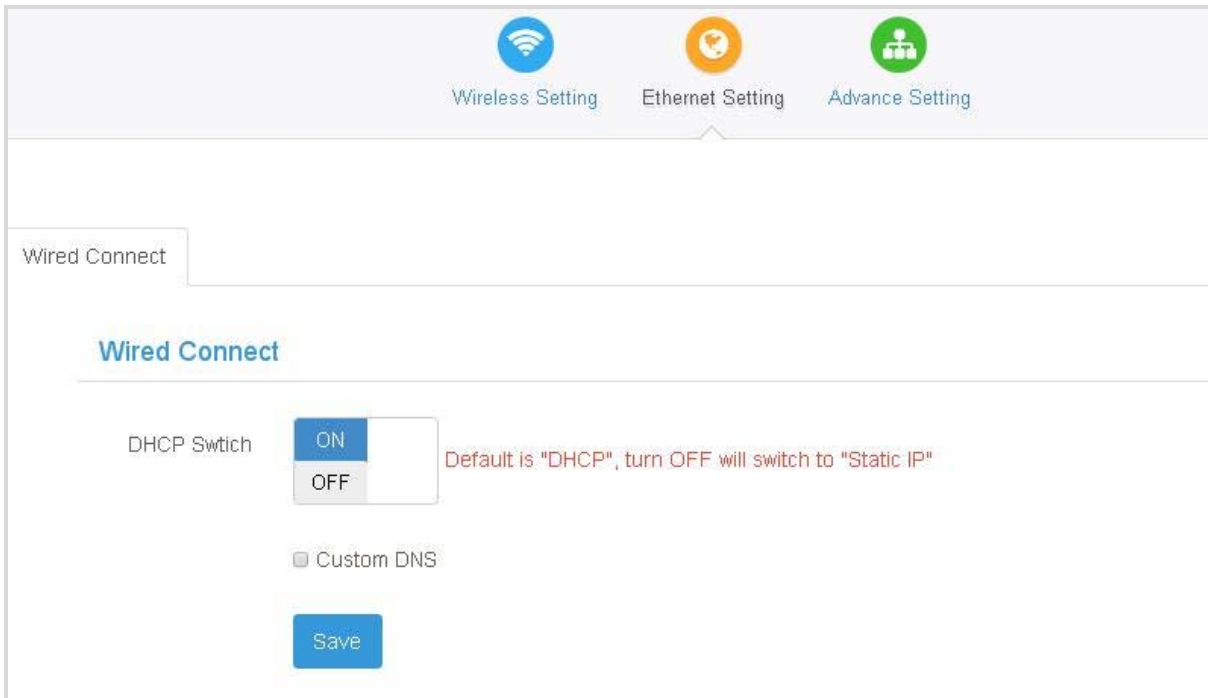 Wireless Setting Ethernet Setting Advance Setting
Wired Connect
Wired Connect
DHCP Swtich
ON
OFF
Default is "DHCP", turn OFF will switch to "Static IP"
Custom DNS
Save